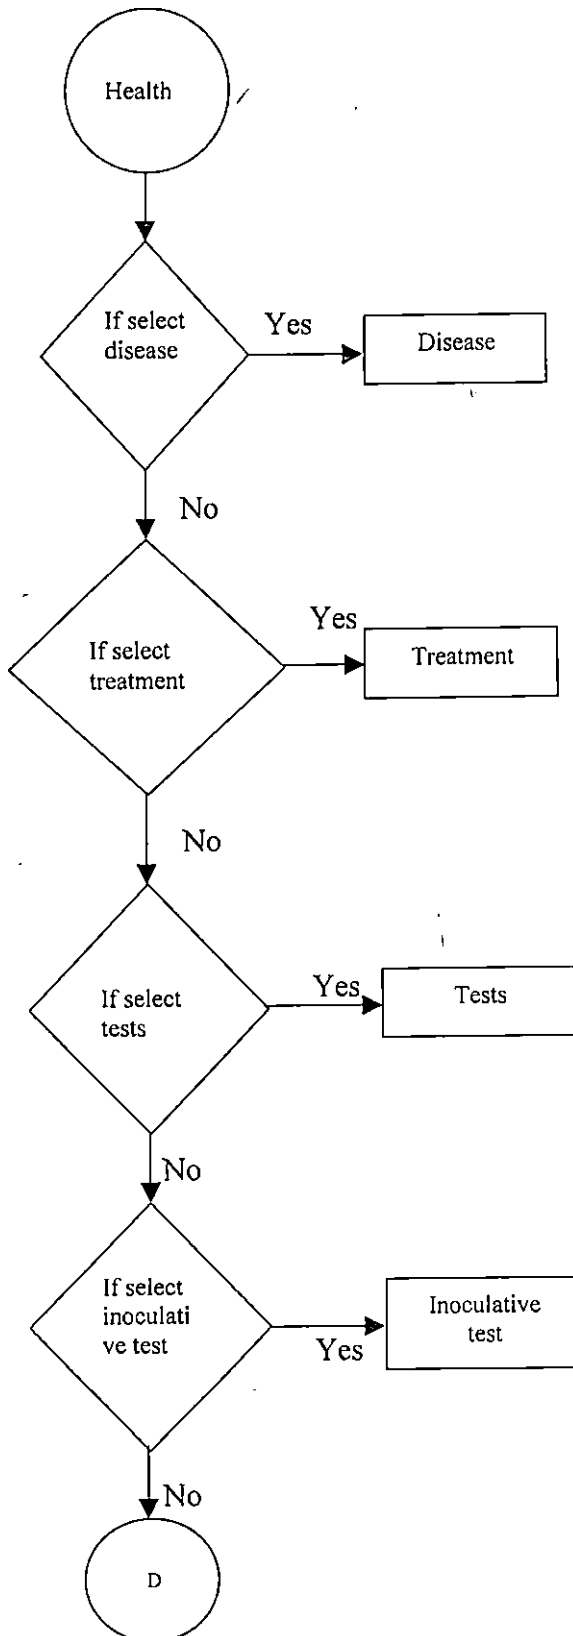 Health
If select
disease
Yes
Disease
No
If select
treatment
Yes
Treatment
No
If select
tests
Yes
Tests
No
If select
inoculati
ve test
Yes
Inoculative
test
No
D